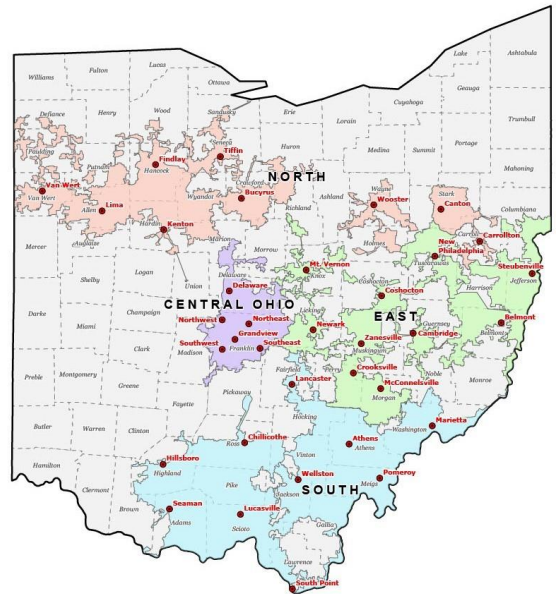 Ashtabula
Lake
Lucas
Fulton
Williams
Ottawa
Geauga
Cuyahoga
Wood
Sandusky
Erie
Defiance
Henry
Lorain
Trumbull
Portage
Seneca
Huron
Medina
Summit
Paulding
Tiffin
Findlay
Hancock
Putnam
Mahoning
NORTH
Crawford
Van Wert
Van Wert
Bucyrus
Wyandot
Ashland
Wayne
Wooster
Stark
Canton
Columbiana
Lima
Allen
Richland
Hardin
Kenton
Auglaize
Marion
Mercer
Morrow
Holmes
New
Philadelphia
Tuscarawas
Carroll
Carrollton
Logan
Shelby
Union
Delaware
Delaware
Mt. Vernon
Knox
Coshocton
Coshocton
Harrison
Steubenville
Jefferson
CENTRAL OHIO
Darke
Miami
Champaign
Northwest
Northeast
Grandview
Licking
Newark
EAST
Guernsey
Cambridge
Belmont
Belmont
Clark
Madison
Southwest
Franklin
Southeast
Zanesville
Muskingum
Preble
Montgomery
Greene
Fairfield
Perry
Crooksville
Noble
Monroe
Lancaster
McConnelsville
Morgan
Fayette
Pickaway
Hocking
Washington
Marietta
Butler
Warren
Clinton
Ross
Chillicothe
Athens
Athens
Vinton
Hamilton
Hillsboro
Highland
Wellston
Pomeroy
Meigs
Clermont
Pike
Jackson
SOUTH
Brown
Seaman
Adams
Lucasville
Scioto
Gallia
Lawrence
South Point